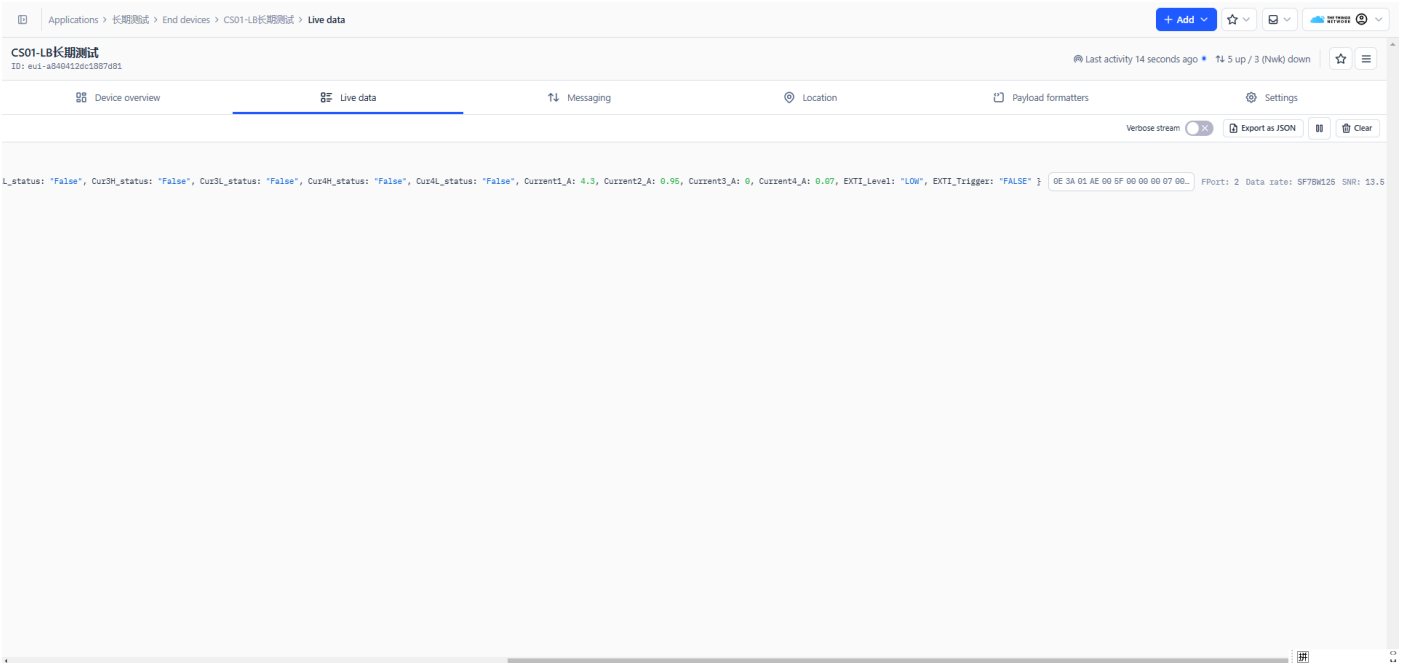 Applications > 长期测试 > End devices > CS01-LB长期测试 > Live data
+ Add
THE THINGS NETWORK
CS01-LB长期测试
ID: eui-a840412dc1887d81
Last activity 14 seconds ago
5 up / 3 (Nwk) down
Device overview
Live data
Messaging
Location
Payload formatters
Settings
Verbose stream
Export as JSON
Clear
L_status: "False", Cur3H_status: "False", Cur3L_status: "False", Cur4H_status: "False", Cur4L_status: "False", Current1_A: 4.3, Current2_A: 0.95, Current3_A: 0, Current4_A: 0.07, EXTI_Level: "LOW", EXTI_Trigger: "FALSE" } 0E 3A 01 AE 00 5F 00 00 00 07 00… FPort: 2 Data rate: SF7BW125 SNR: 13.5
拼